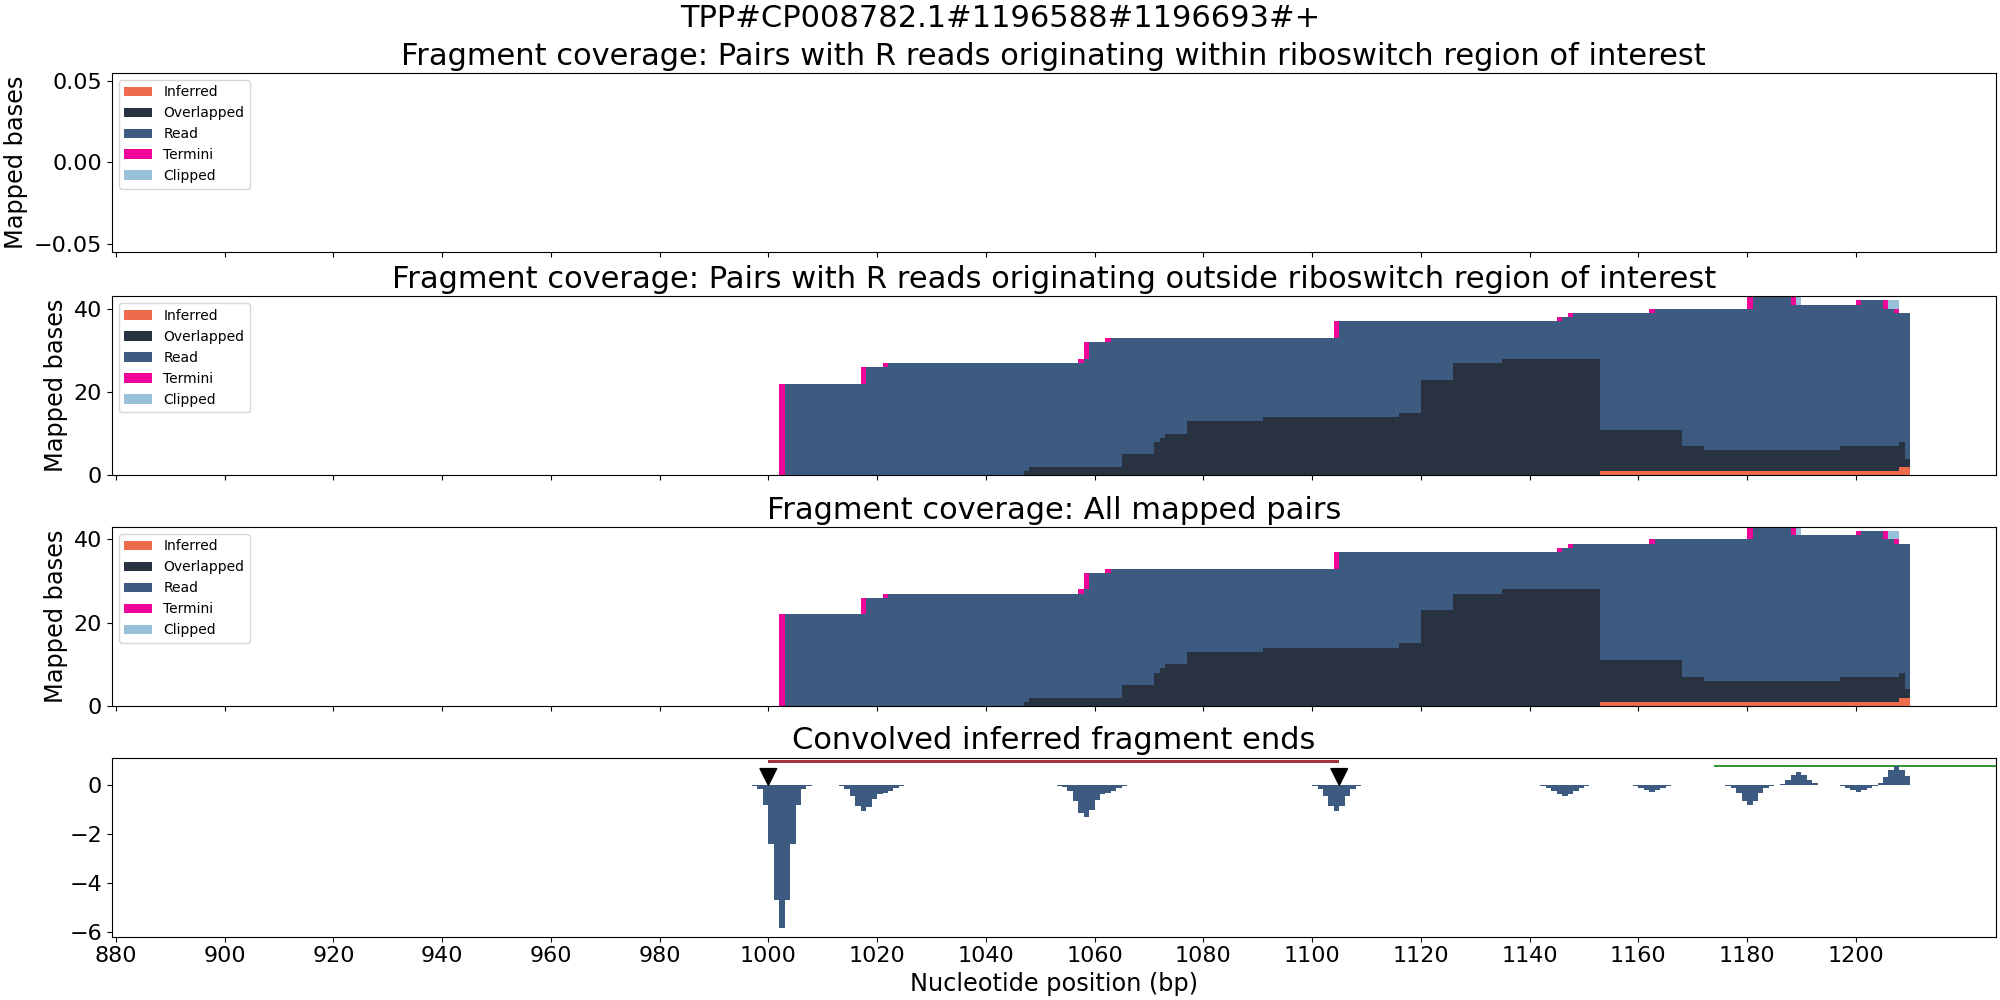 TPP#CP008782.1#1196588#1196693#+
Fragment coverage: Pairs with R reads originating within riboswitch region of interest
Mapped bases
0.05
0.00
−0.05
Inferred
Overlapped
Read
Termini
Clipped
Fragment coverage: Pairs with R reads originating outside riboswitch region of interest
Mapped bases
40
20
0
Inferred
Overlapped
Read
Termini
Clipped
Fragment coverage: All mapped pairs
Mapped bases
40
20
0
Inferred
Overlapped
Read
Termini
Clipped
Convolved inferred fragment ends
0
−2
−4
−6
880 900 920 940 960 980 1000 1020 1040 1060 1080 1100 1120 1140 1160 1180 1200
Nucleotide position (bp)